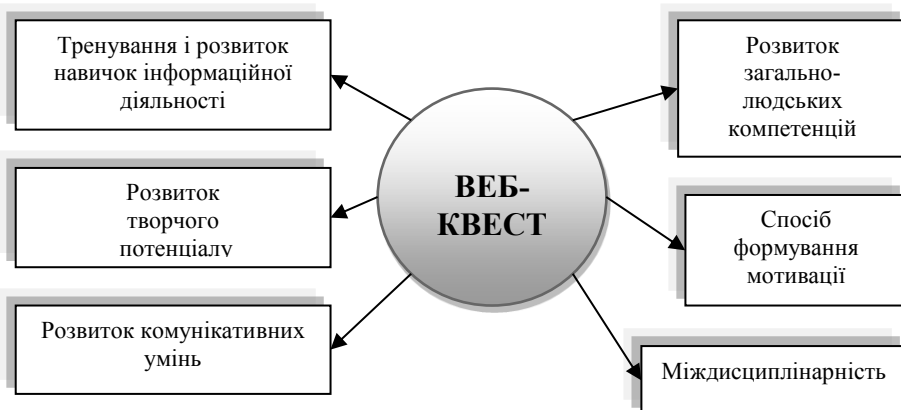 Тренування і розвиток
навичок інформаційної
діяльності
Розвиток
творчого
потенціалу
Розвиток комунікативних
умінь
ВЕБ-
КВЕСТ
Розвиток
загально-
людських
компетенцій
Спосіб
формування
мотивації
Міждисциплінарність